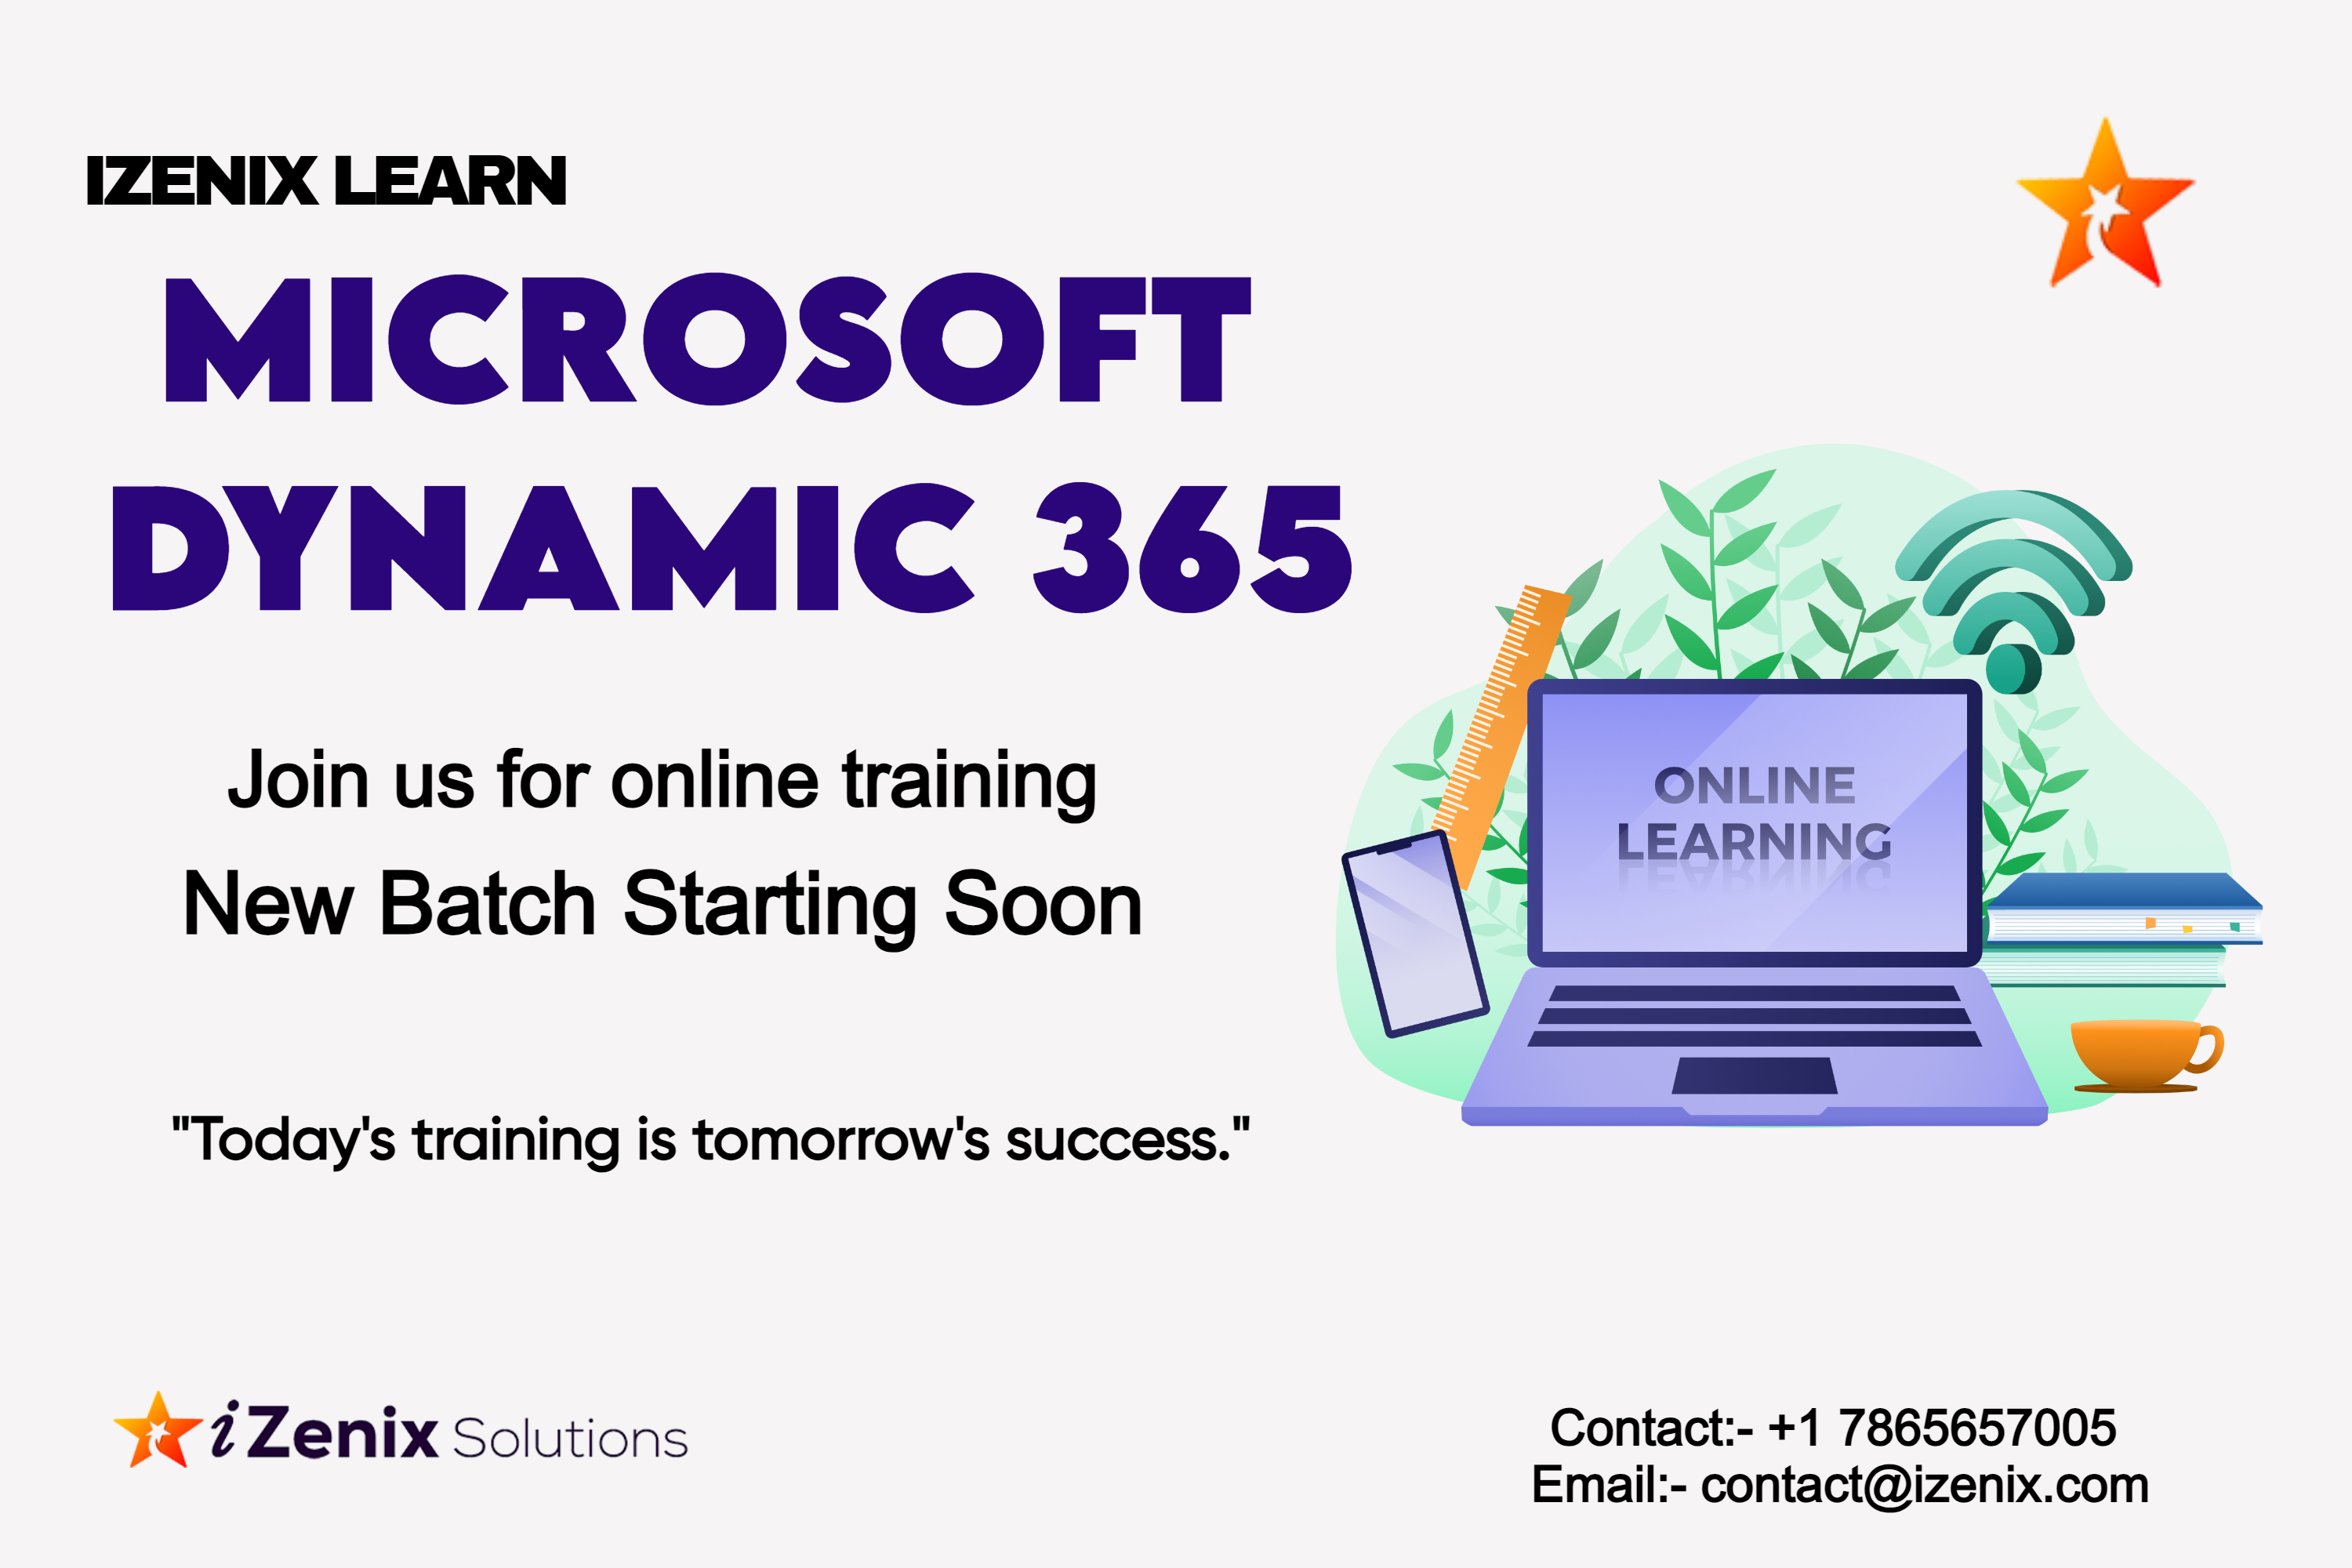 IZENIX LEARN
MICROSOFT
DYNAMIC 365
Join us for online training
New Batch Starting Soon
"Today's training is tomorrow's success."
ONLINE
LEARNING
iZenix Solutions
Contact:- +1 7865657005
Email:- contact@izenix.com